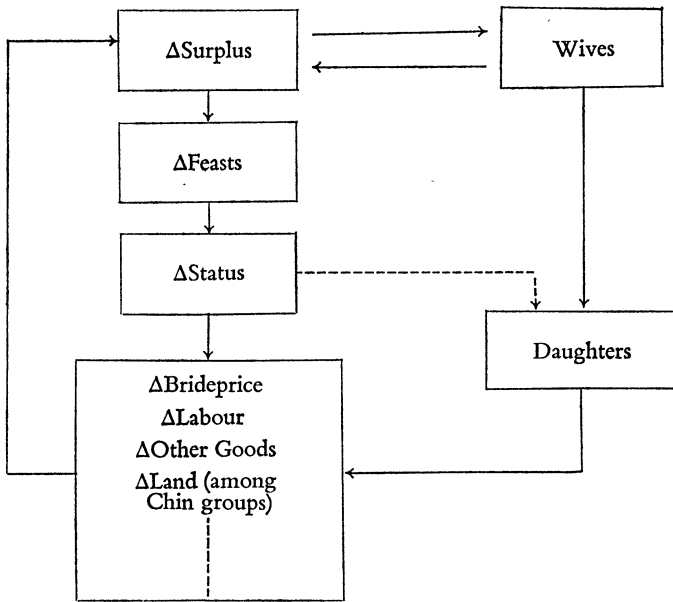 ΔSurplus
Wives
ΔFeasts
ΔStatus
Daughters
ΔBrideprice
ΔLabour
ΔOther Goods
ΔLand (among
Chin groups)